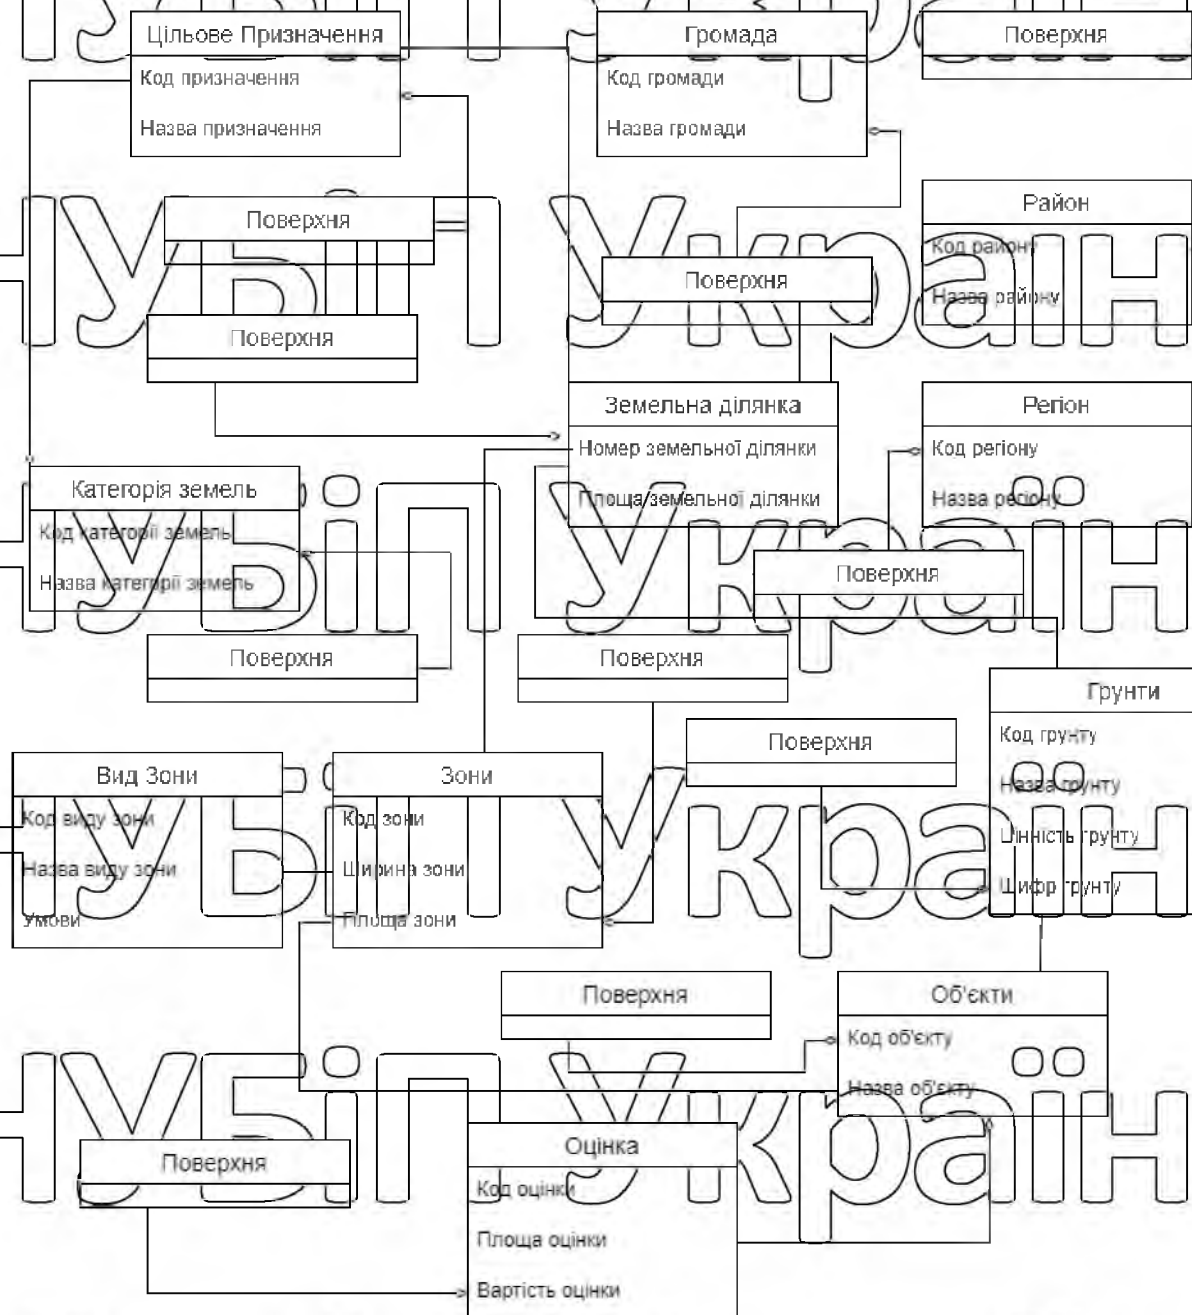 Цільове Призначення
Код призначення
Назва призначення
Громада
Код громади
Назва громади
Поверхня
Поверхня
Поверхня
Район
Код району
Назва району
Поверхня
Земельна ділянка
Номер земельної ділянки
Площа земельної ділянки
Регіон
Код регіону
Назва регіону
Категорія земель
Код категорії земель
Назва категорії земель
Поверхня
Поверхня
Поверхня
Грунти
Код грунту
Назва грунту
Цінність грунту
Шифр грунту
Поверхня
Вид Зони
Код виду зони
Назва виду зони
Умови
Зони
Код зони
Ширина зони
Площа зони
Поверхня
Об'єкти
Код об'єкту
Назва об'єкту
Поверхня
Оцінка
Код оцінки
Площа оцінки
Вартість оцінки